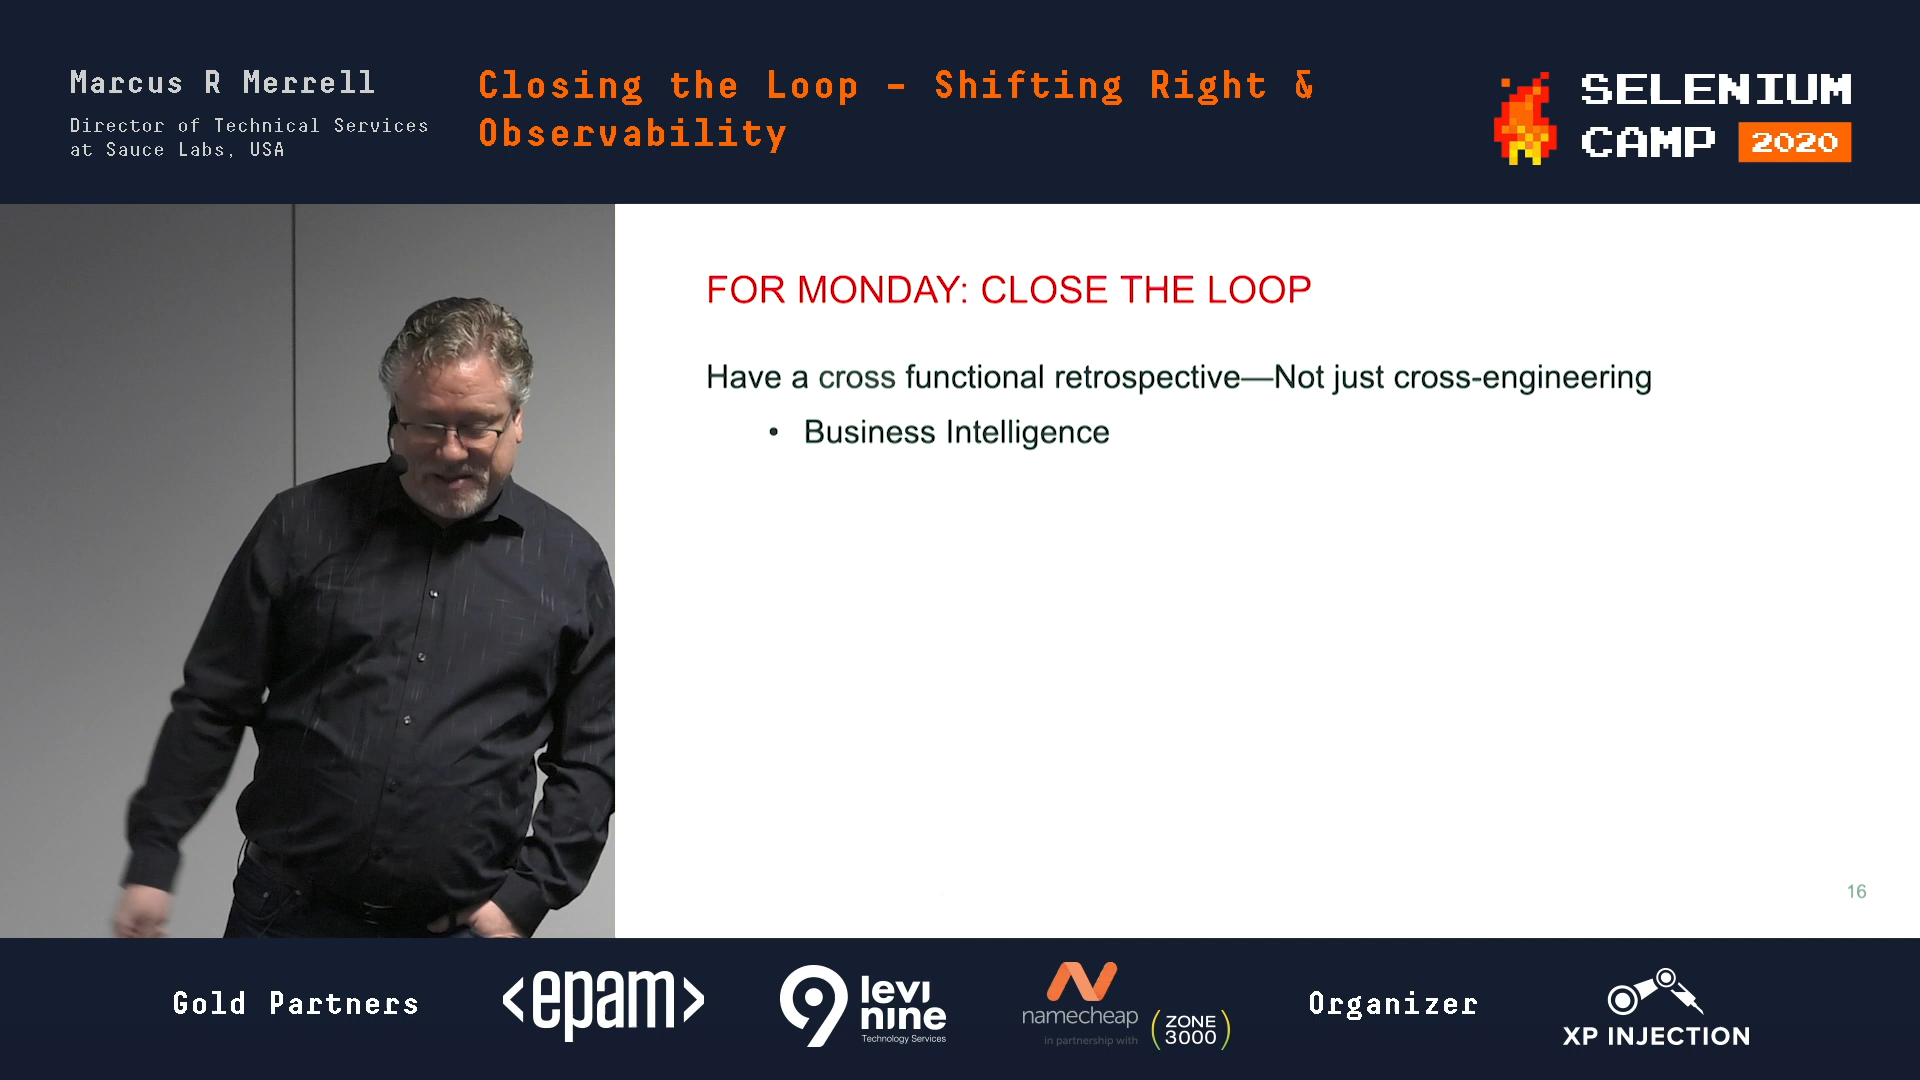 Marcus R Merrell
Director of Technical Services
at Sauce Labs, USA
Closing the Loop – Shifting Right &
Observability
SELENIUM
CAMP 2020
FOR MONDAY: CLOSE THE LOOP
Have a cross functional retrospective—Not just cross-engineering
• Business Intelligence
16
Gold Partners
<epam>
9 levi
nine
Technology Services
namecheap
in partnership with
(ZONE
3000)
Organizer
XP INJECTION